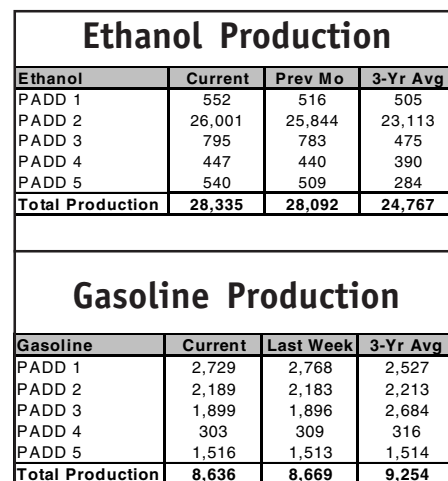 Ethanol Production
Ethanol Current Prev Mo 3-Yr Avg
PADD 1 552 516 505
PADD 2 26,001 25,844 23,113
PADD 3 795 783 475
PADD 4 447 440 390
PADD 5 540 509 284
Total Production 28,335 28,092 24,767
Gasoline Production
Gasoline Current Last Week 3-Yr Avg
PADD 1 2,729 2,768 2,527
PADD 2 2,189 2,183 2,213
PADD 3 1,899 1,896 2,684
PADD 4 303 309 316
PADD 5 1,516 1,513 1,514
Total Production 8,636 8,669 9,254